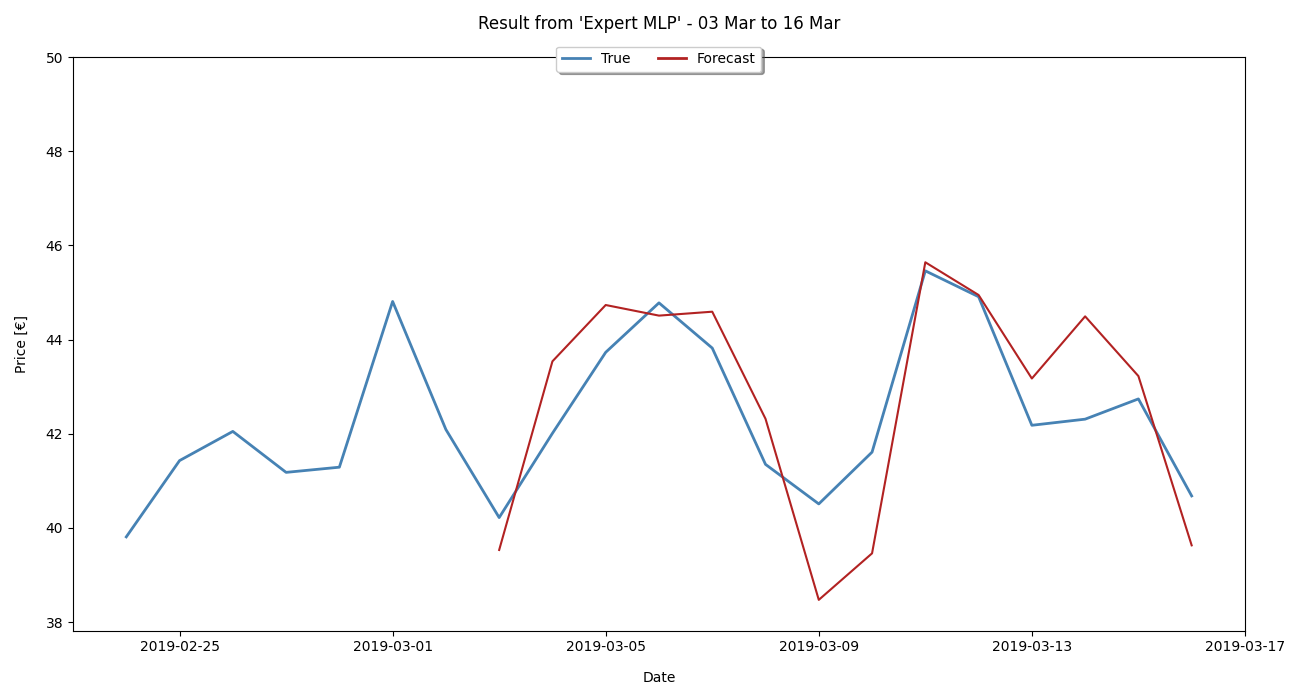 Result from 'Expert MLP' - 03 Mar to 16 Mar
True Forecast
50
48
46
44
42
40
38
Price [€]
2019-02-25 2019-03-01 2019-03-05 2019-03-09 2019-03-13 2019-03-17
Date